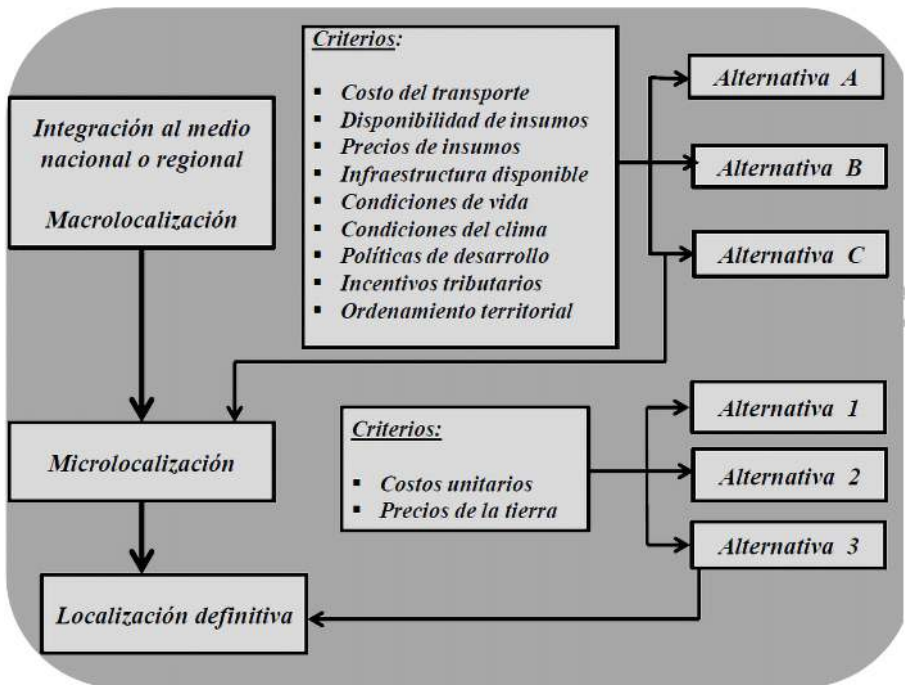 Integración al medio
nacional o regional
Macrolocalización
Criterios:
▪ Costo del transporte
▪ Disponibilidad de insumos
▪ Precios de insumos
▪ Infraestructura disponible
▪ Condiciones de vida
▪ Condiciones del clima
▪ Políticas de desarrollo
▪ Incentivos tributarios
▪ Ordenamiento territorial
Alternativa A
Alternativa B
Alternativa C
Microlocalización
Criterios:
▪ Costos unitarios
▪ Precios de la tierra
Alternativa 1
Alternativa 2
Alternativa 3
Localización definitiva